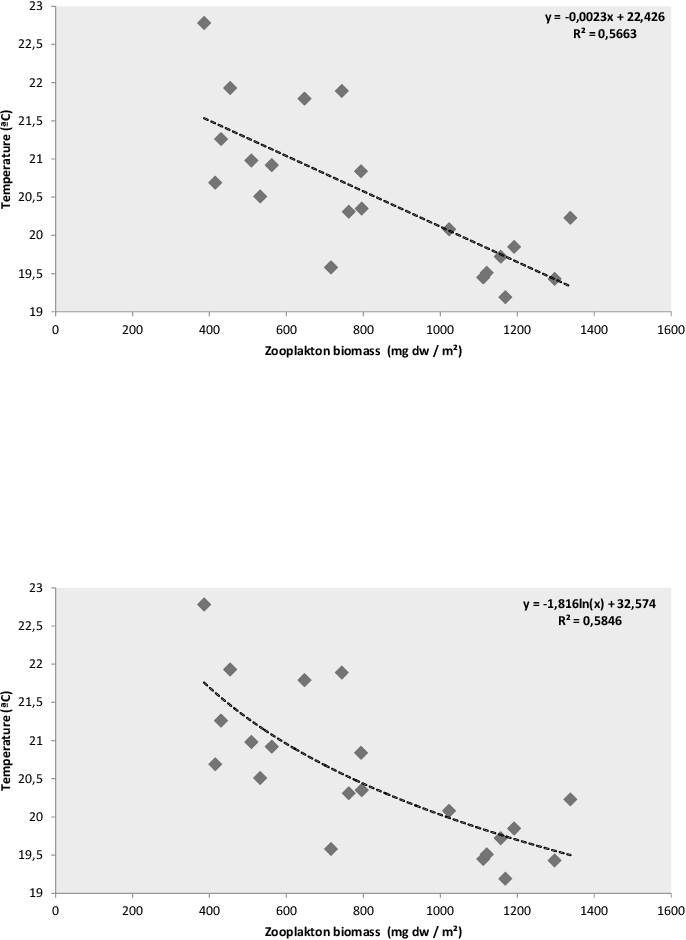 y = -0,0023x + 22,426
R² = 0,5663
23
22,5
22
21,5
21
20,5
20
19,5
19
Temperature (ªC)
0 200 400 600 800 1000 1200 1400 1600
Zooplakton biomass (mg dw / m²)
y = -1,816ln(x) + 32,574
R² = 0,5846
23
22,5
22
21,5
21
20,5
20
19,5
19
Temperature (ªC)
0 200 400 600 800 1000 1200 1400 1600
Zooplakton biomass (mg dw / m²)